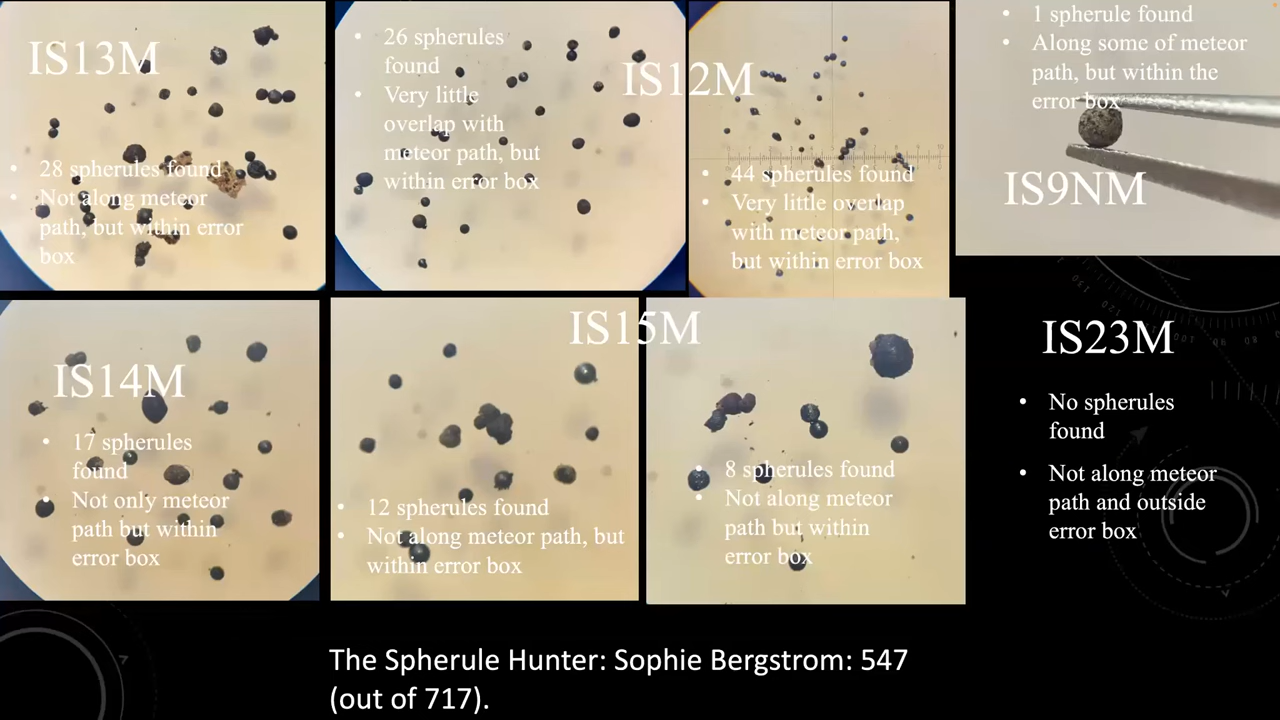 IS13M
• 28 spherules found
• Not along meteor
path, but within error
box
• 26 spherules
found
• Very little
overlap with
meteor path, but
within error box
IS12M
• 44 spherules found
• Very little overlap
with meteor path,
but within error box
• 1 spherule found
• Along some of meteor
path, but within the
error box
IS9NM
IS14M
• 17 spherules
found
• Not only meteor
path but within
error box
IS15M
• 12 spherules found
• Not along meteor path, but
within error box
• 8 spherules found
• Not along meteor
path but within
error box
IS23M
• No spherules
found
• Not along meteor
path and outside
error box
The Spherule Hunter: Sophie Bergstrom: 547
(out of 717).